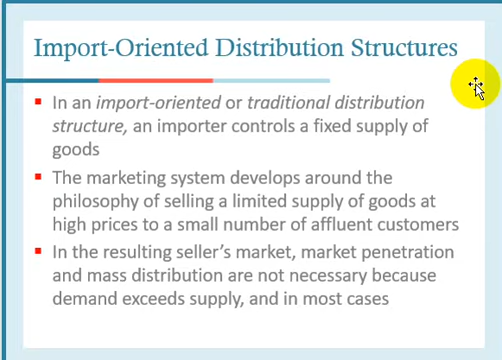 Import-Oriented Distribution Structures
In an import-oriented or traditional distribution
structure, an importer controls a fixed supply of
goods
The marketing system develops around the
philosophy of selling a limited supply of goods at
high prices to a small number of affluent customers
In the resulting seller's market, market penetration
and mass distribution are not necessary because
demand exceeds supply, and in most cases